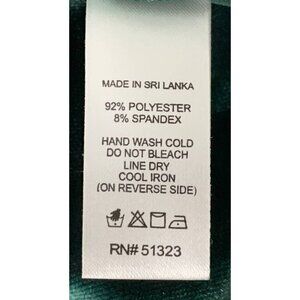 MADE IN SRI LANKA
92% POLYESTER
8% SPANDEX
HAND WASH COLD
DO NOT BLEACH
LINE DRY
COOL IRON
(ON REVERSE SIDE)
RN# 51323